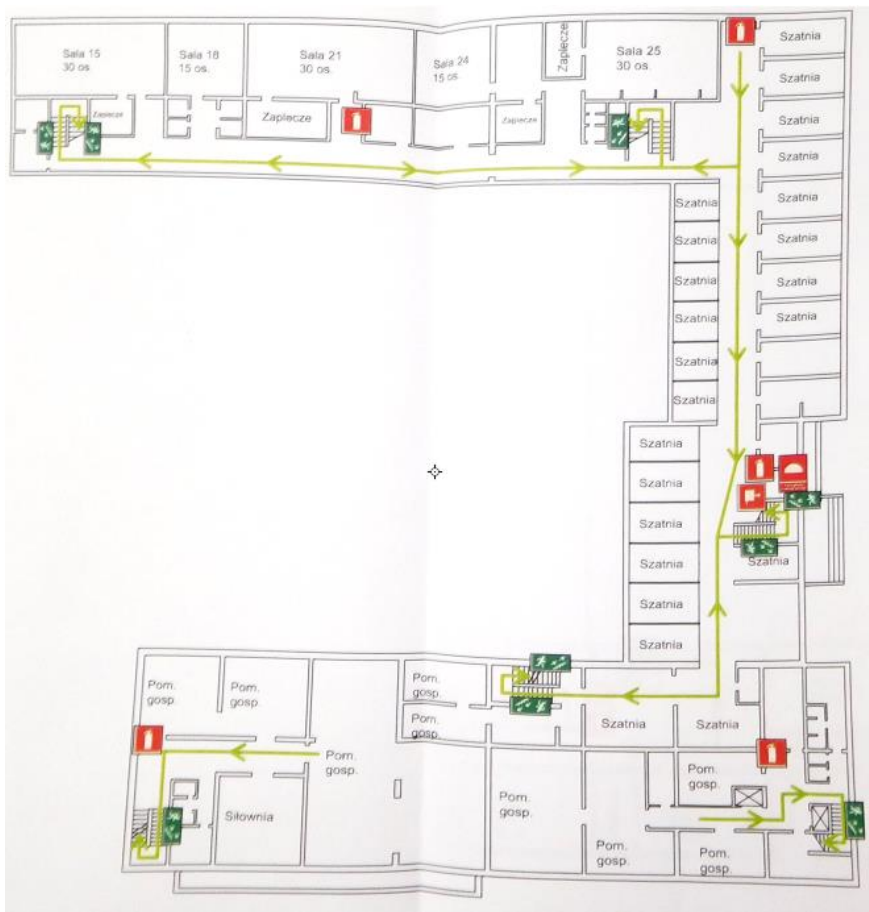 Sala 15
30 os.
Sala 18
15 os.
Sala 21
30 os.
Sala 24
15 os.
Zaplecze
Sala 25
30 os.
Szatnia
Szatnia
Szatnia
Szatnia
Szatnia
Szatnia
Szatnia
Szatnia
Zaplecze
Zaplecze
Zaplecze
Szatnia
Szatnia
Szatnia
Szatnia
Szatnia
Szatnia
Szatnia
Szatnia
Szatnia
Szatnia
Szatnia
Szatnia
Szatnia
Pom.
gosp.
Pom.
gosp.
Pom.
gosp.
Pom.
gosp.
Szatnia
Szatnia
Pom.
gosp.
Pom.
gosp.
Pom.
gosp.
Siłownia
Pom.
gosp.
Pom.
gosp.